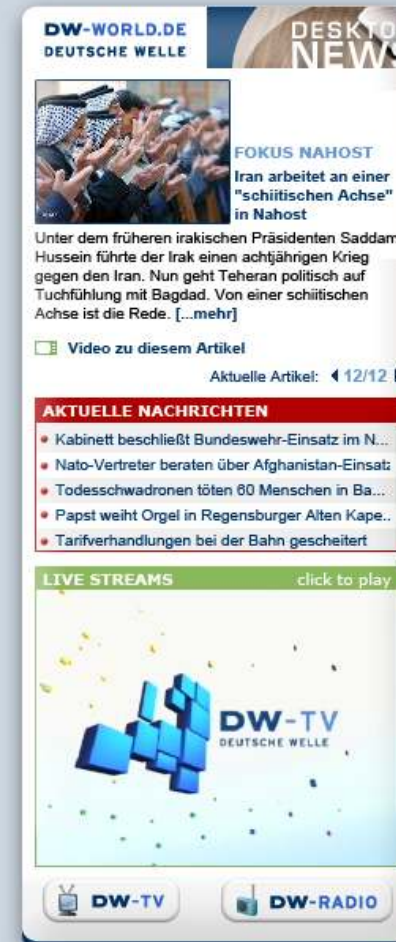 DW-WORLD.DE
DEUTSCHE WELLE
DESKTO
NEWS
FOKUS NAHOST
Iran arbeitet an einer
"schiitischen Achse"
in Nahost
Unter dem früheren irakischen Präsidenten Saddam
Hussein führte der Irak einen achtjährigen Krieg
gegen den Iran. Nun geht Teheran politisch auf
Tuchfühlung mit Bagdad. Von einer schiitischen
Achse ist die Rede. [...mehr]
Video zu diesem Artikel
Aktuelle Artikel: 12/12
AKTUELLE NACHRICHTEN
Kabinett beschließt Bundeswehr-Einsatz im N...
Nato-Vertreter beraten über Afghanistan-Einsatz
Todesschwadronen töten 60 Menschen in Ba...
Papst weiht Orgel in Regensburger Alten Kape..
Tarifverhandlungen bei der Bahn gescheitert
LIVE STREAMS click to play
DW-TV
DEUTSCHE WELLE
DW-TV
DW-RADIO